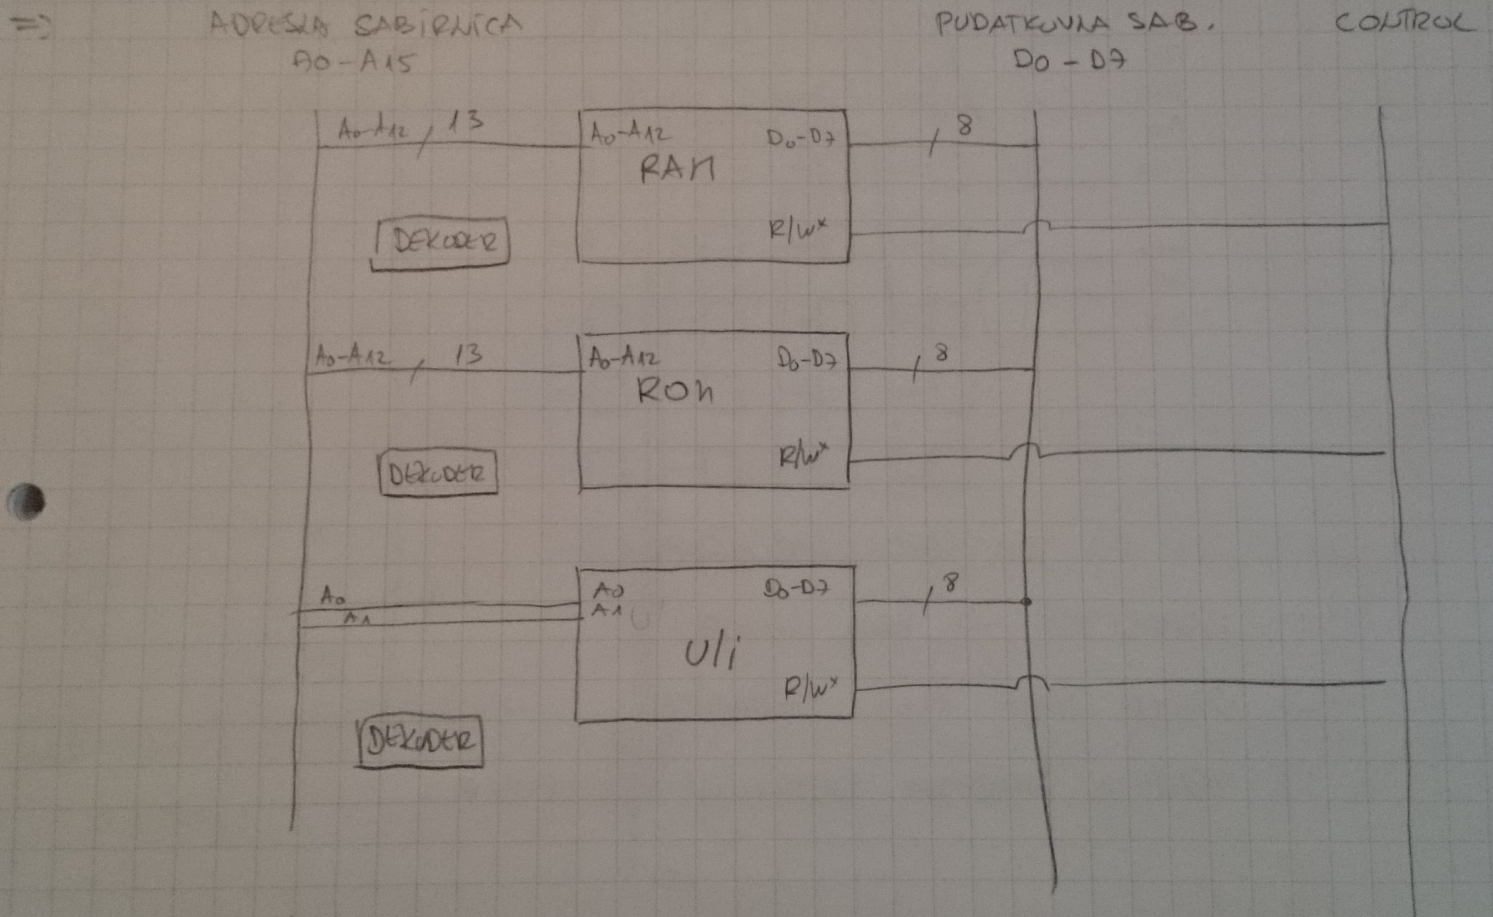 => ADRESNA SABIRNICA PODATKOVNA SAB. CONTROL
A0-A15 D0-D7
A0-A12 13 A0-A12 D0-D7 8
RAM
DEKODER R/W*
A0-A12 13 A0-A12 D0-D7 8
ROM
DEKODER R/W*
A0 A0 D0-D7 8
A1 A1
U/i
R/W*
DEKODER